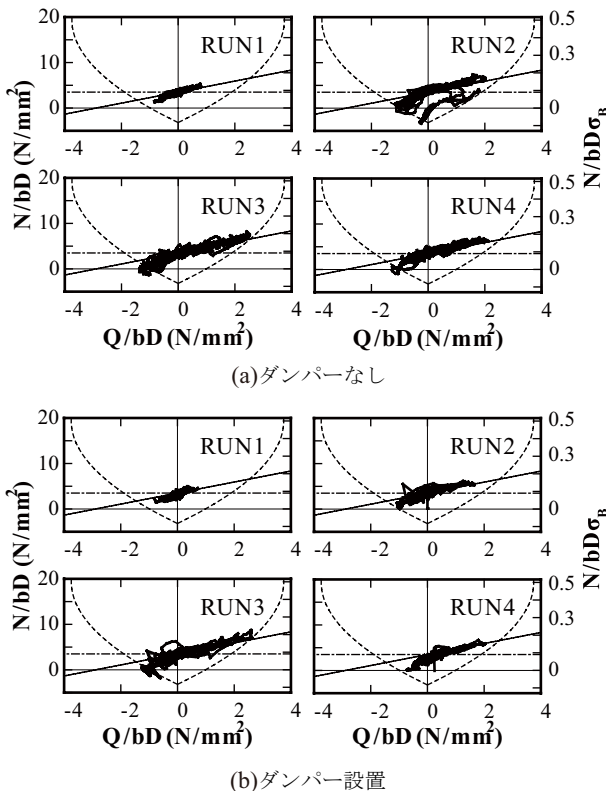 20
10
0
RUN1
RUN2
0.5
0.3
0
-4 -2 0 2 4
-4 -2 0 2 4
N/bD (N/mm²)
N/bDσB
20
10
0
RUN3
RUN4
0.5
0.3
0
-4 -2 0 2 4
-4 -2 0 2 4
Q/bD (N/mm²)
Q/bD (N/mm²)
(a)ダンパーなし
20
10
0
RUN1
RUN2
0.5
0.3
0
-4 -2 0 2 4
-4 -2 0 2 4
N/bD (N/mm²)
N/bDσB
20
10
0
RUN3
RUN4
0.5
0.3
0
-4 -2 0 2 4
-4 -2 0 2 4
Q/bD (N/mm²)
Q/bD (N/mm²)
(b)ダンパー設置